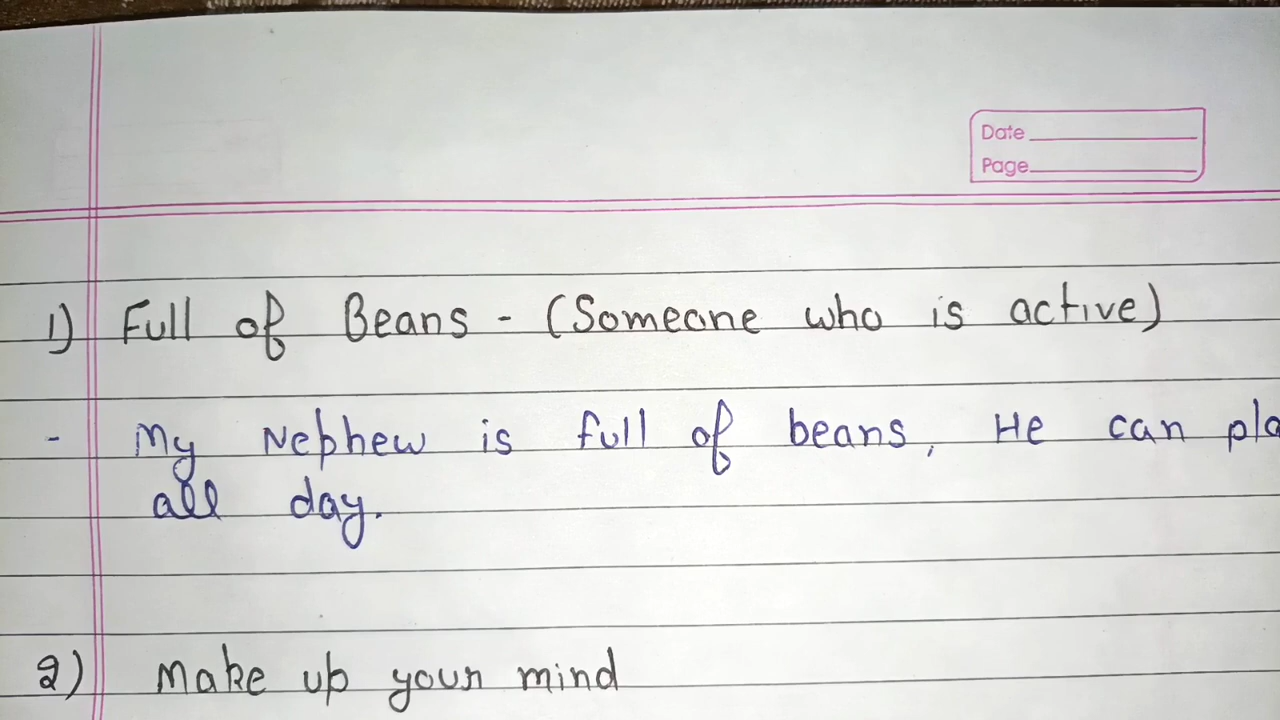 Date
Page
1) Full of Beans - (Someone who is active)
- My Nephew is full of beans, He can
all day.
2) Make up your mind